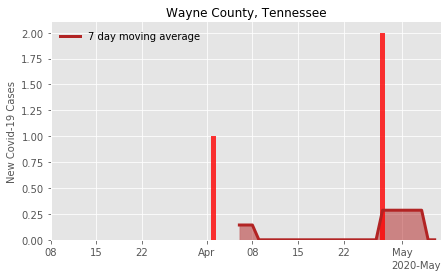 Wayne County, Tennessee
7 day moving average
New Covid-19 Cases
2.00
1.75
1.50
1.25
1.00
0.75
0.50
0.25
0.00
08 15 22 Apr 08 15 22 May
2020-May